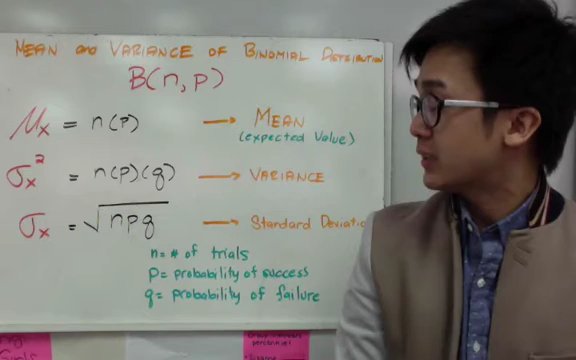 MEAN and VARIANCE OF BINOMIAL DISTRIBUTION
B(n, p)
μx = n(p) → MEAN
(expected value)
σx² = n(p)(q) → VARIANCE
σx = √npq → Standard Deviatio
n = # of trials
p = probability of success
q = probability of failure